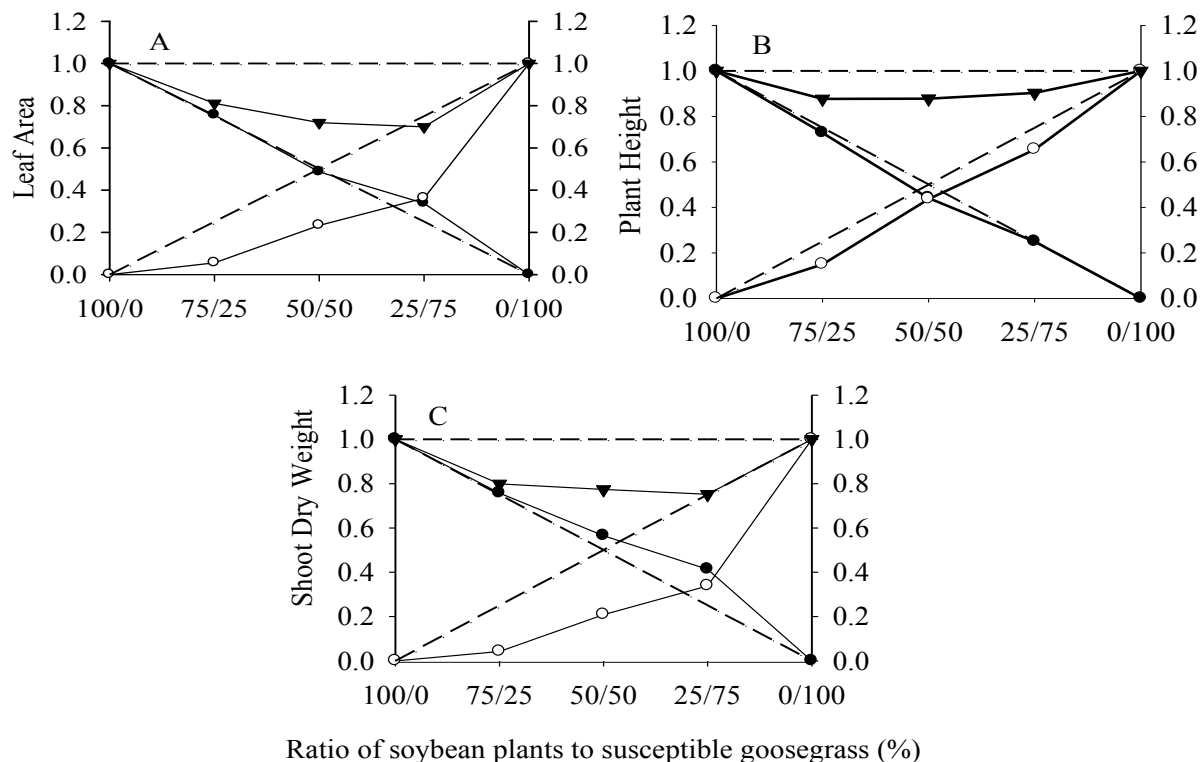 1.2 1.2
A
1.0 1.0
0.8 0.8
0.6 0.6
0.4 0.4
0.2 0.2
0.0 0.0
Leaf Area
100/0 75/25 50/50 25/75 0/100
1.2 1.2
B
1.0 1.0
0.8 0.8
0.6 0.6
0.4 0.4
0.2 0.2
0.0 0.0
Plant Height
100/0 75/25 50/50 25/75 0/100
1.2 1.2
C
1.0 1.0
0.8 0.8
0.6 0.6
0.4 0.4
0.2 0.2
0.0 0.0
Shoot Dry Weight
100/0 75/25 50/50 25/75 0/100
Ratio of soybean plants to susceptible goosegrass (%)